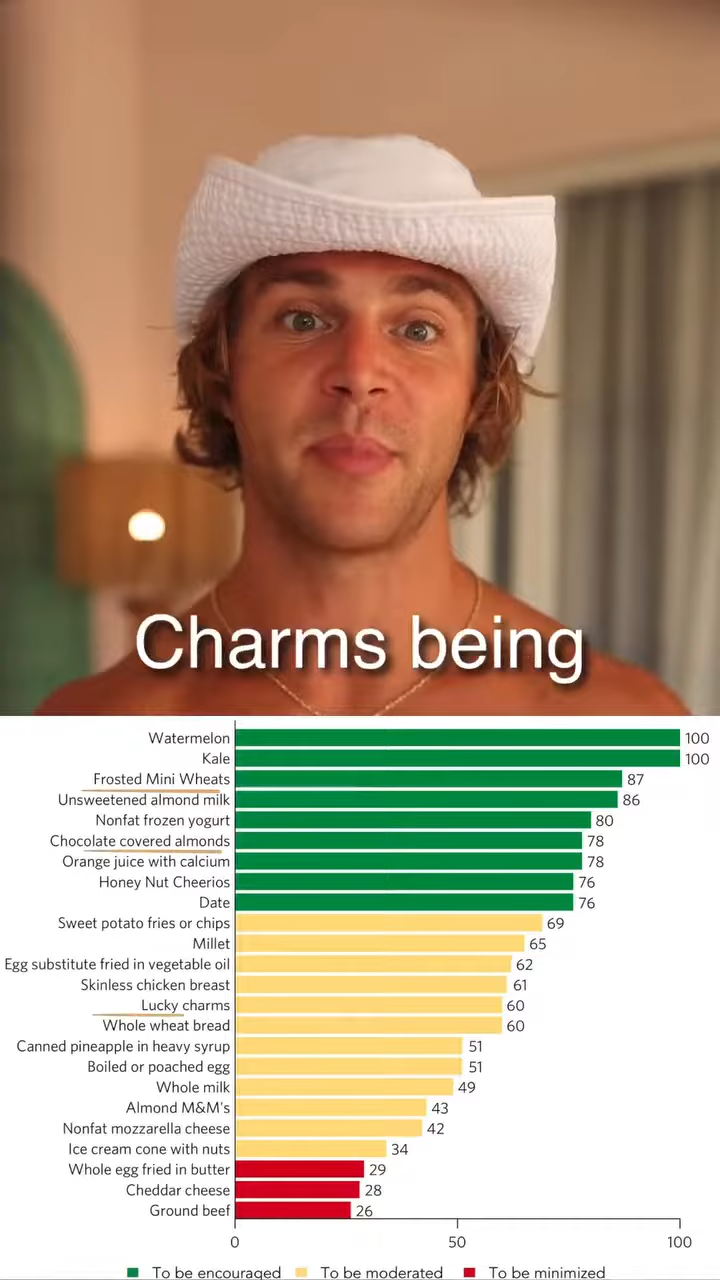 Charms being
Watermelon 100
Kale 100
Frosted Mini Wheats 87
Unsweetened almond milk 86
Nonfat frozen yogurt 80
Chocolate covered almonds 78
Orange juice with calcium 78
Honey Nut Cheerios 76
Date 76
Sweet potato fries or chips 69
Millet 65
Egg substitute fried in vegetable oil 62
Skinless chicken breast 61
Lucky charms 60
Whole wheat bread 60
Canned pineapple in heavy syrup 51
Boiled or poached egg 51
Whole milk 49
Almond M&M's 43
Nonfat mozzarella cheese 42
Ice cream cone with nuts 34
Whole egg fried in butter 29
Cheddar cheese 28
Ground beef 26
0 50 100
To be encouraged To be moderated To be minimized